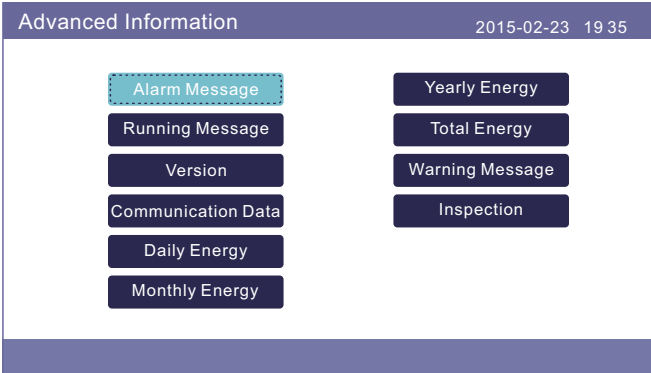 Advanced Information
2015-02-23 19 35
Alarm Message
Running Message
Version
Communication Data
Daily Energy
Monthly Energy
Yearly Energy
Total Energy
Warning Message
Inspection